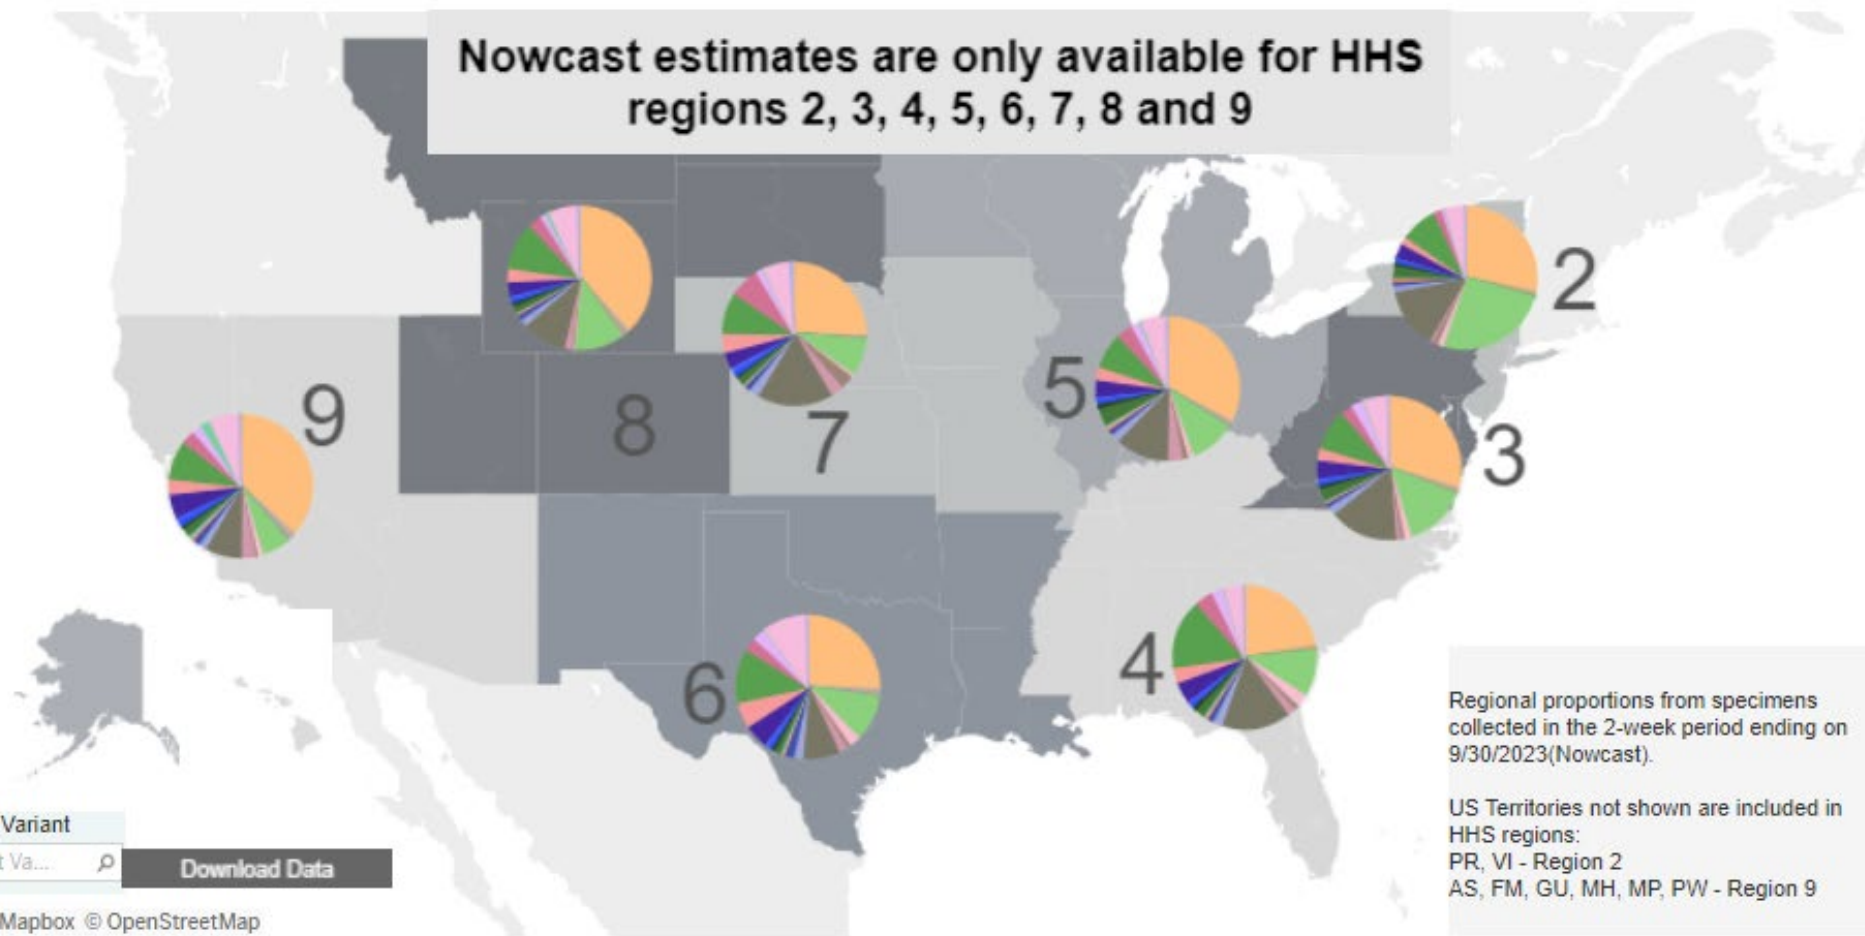 Nowcast estimates are only available for HHS
regions 2, 3, 4, 5, 6, 7, 8 and 9
2
9
5
8
7
3
4
6
Regional proportions from specimens
collected in the 2-week period ending on
9/30/2023(Nowcast).
US Territories not shown are included in
HHS regions:
PR, VI - Region 2
AS, FM, GU, MH, MP, PW - Region 9
Variant
t Va...
Download Data
Mapbox © OpenStreetMap